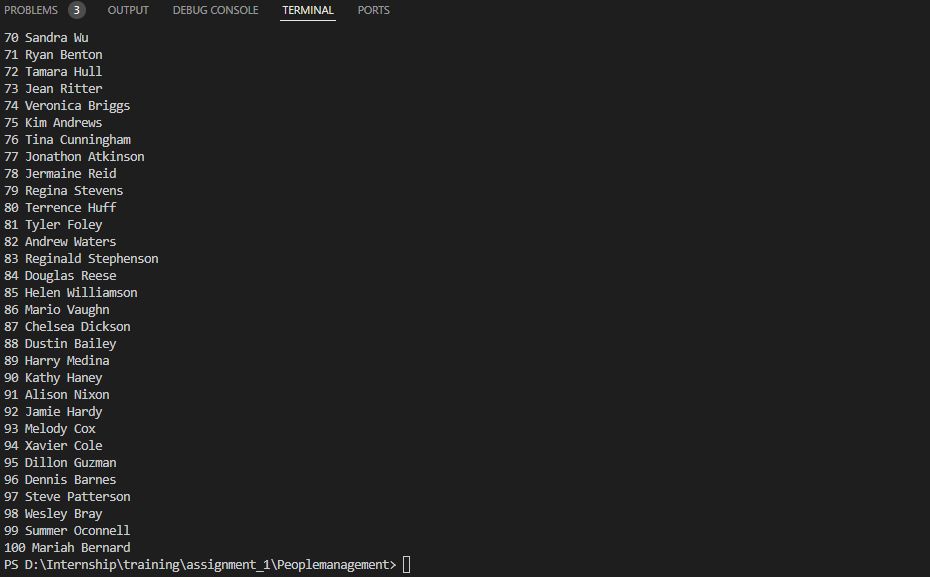 PROBLEMS 3 OUTPUT DEBUG CONSOLE TERMINAL PORTS
70 Sandra Wu
71 Ryan Benton
72 Tamara Hull
73 Jean Ritter
74 Veronica Briggs
75 Kim Andrews
76 Tina Cunningham
77 Jonathon Atkinson
78 Jermaine Reid
79 Regina Stevens
80 Terrence Huff
81 Tyler Foley
82 Andrew Waters
83 Reginald Stephenson
84 Douglas Reese
85 Helen Williamson
86 Mario Vaughn
87 Chelsea Dickson
88 Dustin Bailey
89 Harry Medina
90 Kathy Haney
91 Alison Nixon
92 Jamie Hardy
93 Melody Cox
94 Xavier Cole
95 Dillon Guzman
96 Dennis Barnes
97 Steve Patterson
98 Wesley Bray
99 Summer Oconnell
100 Mariah Bernard
PS D:\Internship\training\assignment_1\Peoplemanagement>